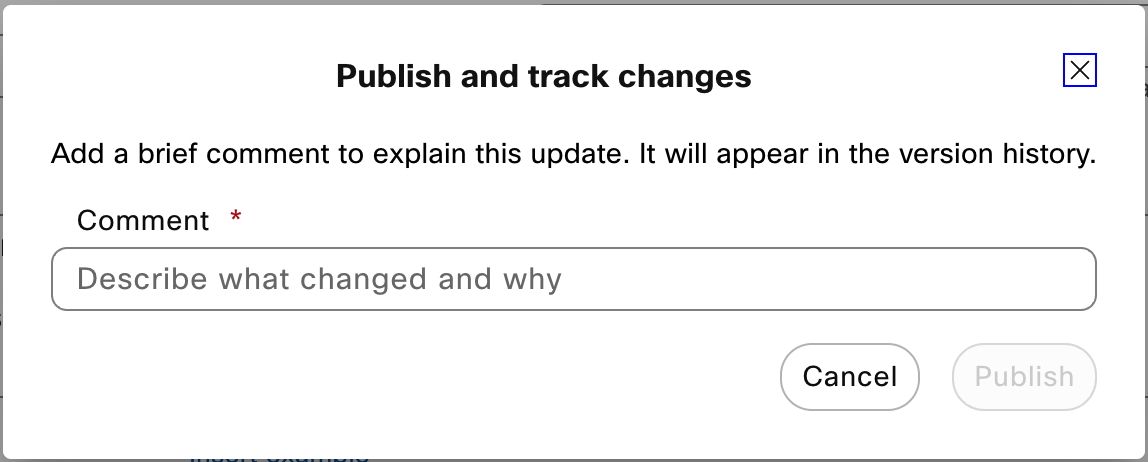 Publish and track changes
Add a brief comment to explain this update. It will appear in the version history.
Comment *
Describe what changed and why
Cancel
Publish